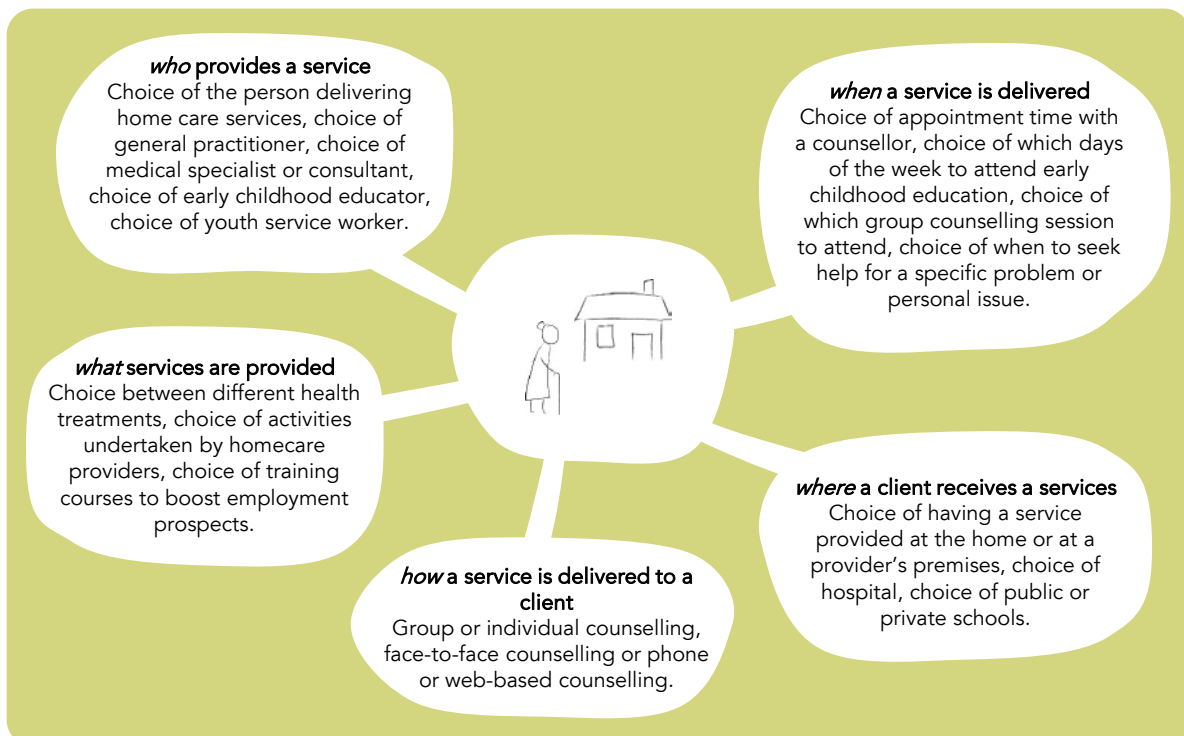 who provides a service
Choice of the person delivering
home care services, choice of
general practitioner, choice of
medical specialist or consultant,
choice of early childhood educator,
choice of youth service worker.
when a service is delivered
Choice of appointment time with
a counsellor, choice of which days
of the week to attend early
childhood education, choice of
which group counselling session
to attend, choice of when to seek
help for a specific problem or
personal issue.
what services are provided
Choice between different health
treatments, choice of activities
undertaken by homecare
providers, choice of training
courses to boost employment
prospects.
where a client receives a services
Choice of having a service
provided at the home or at a
provider's premises, choice of
hospital, choice of public or
private schools.
how a service is delivered to a
client
Group or individual counselling,
face-to-face counselling or phone
or web-based counselling.